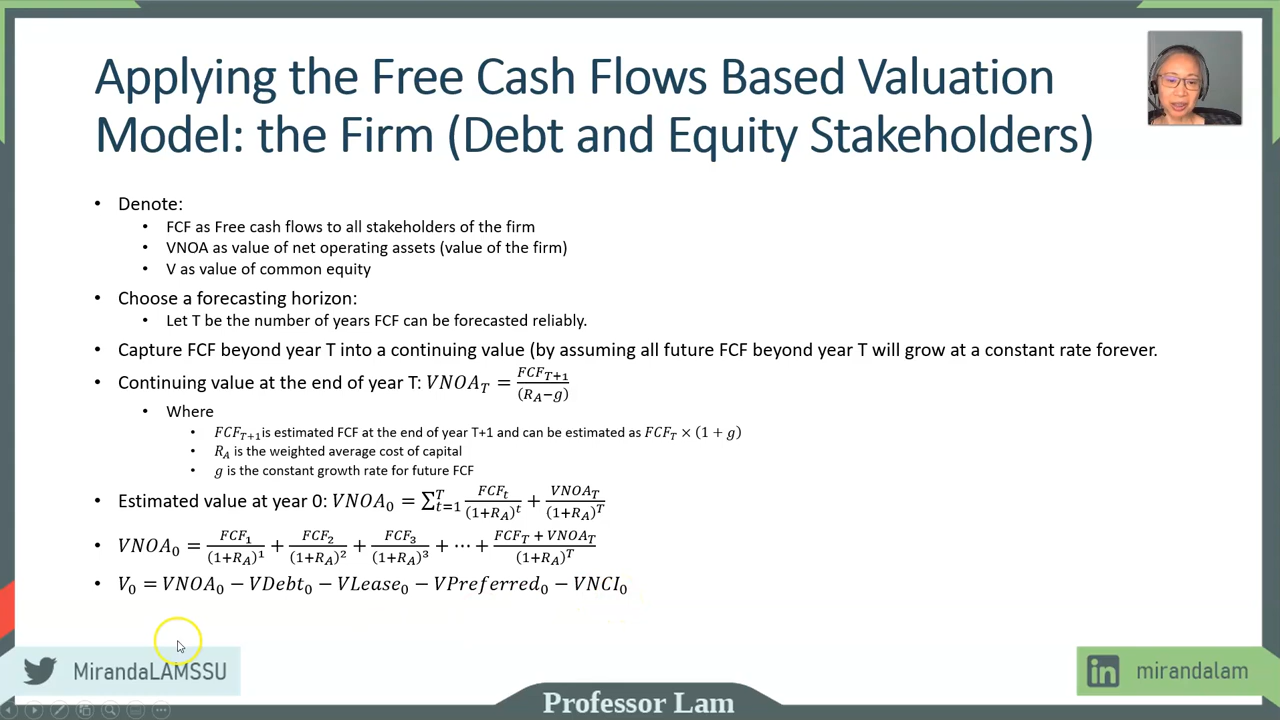 Applying the Free Cash Flows Based Valuation
Model: the Firm (Debt and Equity Stakeholders)
• Denote:
• FCF as Free cash flows to all stakeholders of the firm
• VNOA as value of net operating assets (value of the firm)
• V as value of common equity
• Choose a forecasting horizon:
• Let T be the number of years FCF can be forecasted reliably.
• Capture FCF beyond year T into a continuing value (by assuming all future FCF beyond year T will grow at a constant rate forever.
• Continuing value at the end of year T: VNOA_T = FCF_{T+1} / (R_A−g)
• Where
• FCF_{T+1} is estimated FCF at the end of year T+1 and can be estimated as FCF_T × (1 + g)
• R_A is the weighted average cost of capital
• g is the constant growth rate for future FCF
• Estimated value at year 0: VNOA_0 = ∑_{t=1}^{T} FCF_t / (1+R_A)^t + VNOA_T / (1+R_A)^T
• VNOA_0 = FCF_1 / (1+R_A)^1 + FCF_2 / (1+R_A)^2 + FCF_3 / (1+R_A)^3 + ⋯ + FCF_T + VNOA_T / (1+R_A)^T
• V_0 = VNOA_0 − VDebt_0 − VLease_0 − VPreferred_0 − VNCI_0
MirandaLAMSSU
in mirandalam
Professor Lam